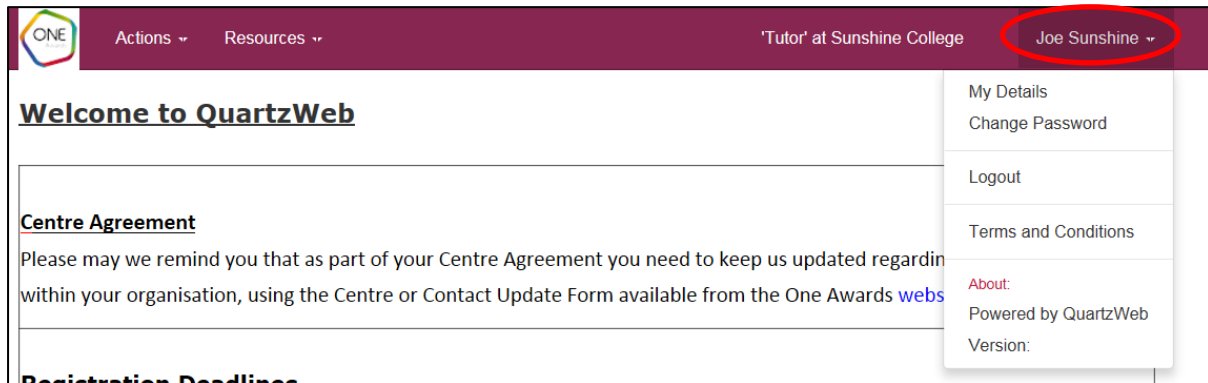 ONE
Awards
Actions
Resources
'Tutor' at Sunshine College
Joe Sunshine
My Details
Change Password
Logout
Terms and Conditions
About:
Powered by QuartzWeb
Version:
Welcome to QuartzWeb
Centre Agreement
Please may we remind you that as part of your Centre Agreement you need to keep us updated
within your organisation, using the Centre or Contact Update Form available from the One Awards
Registration Deadlines